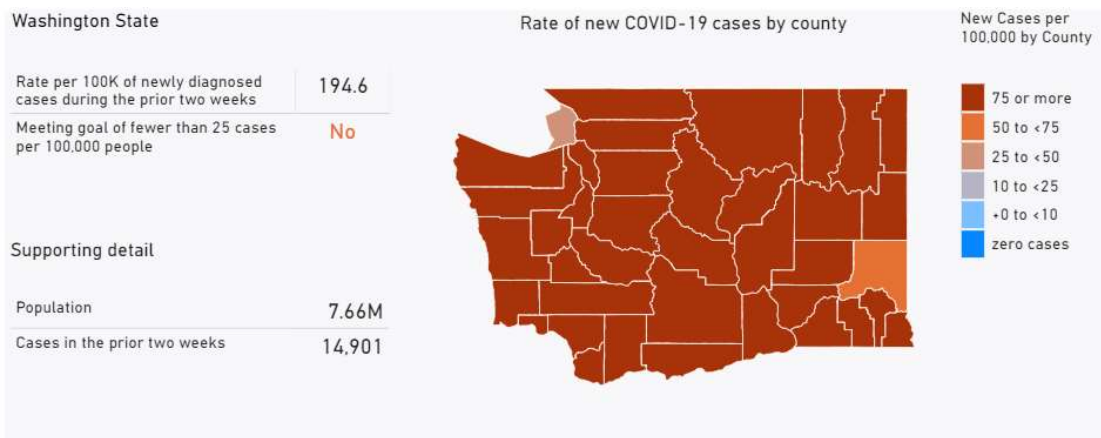 Washington State
Rate per 100K of newly diagnosed
cases during the prior two weeks
194.6
Meeting goal of fewer than 25 cases
per 100,000 people
No
Supporting detail
Population
7.66M
Cases in the prior two weeks
14,901
Rate of new COVID-19 cases by county
New Cases per
100,000 by County
75 or more
50 to <75
25 to <50
10 to <25
+0 to <10
zero cases